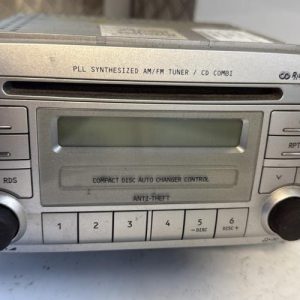 PLL SYNTHESIZED AM/FM TUNER / CD COMBI
RPT
COMPACT DISC AUTO CHANGER CONTROL
RDS
ANTI-THEFT
1 2 3 4 5 6
−DISC DISC+